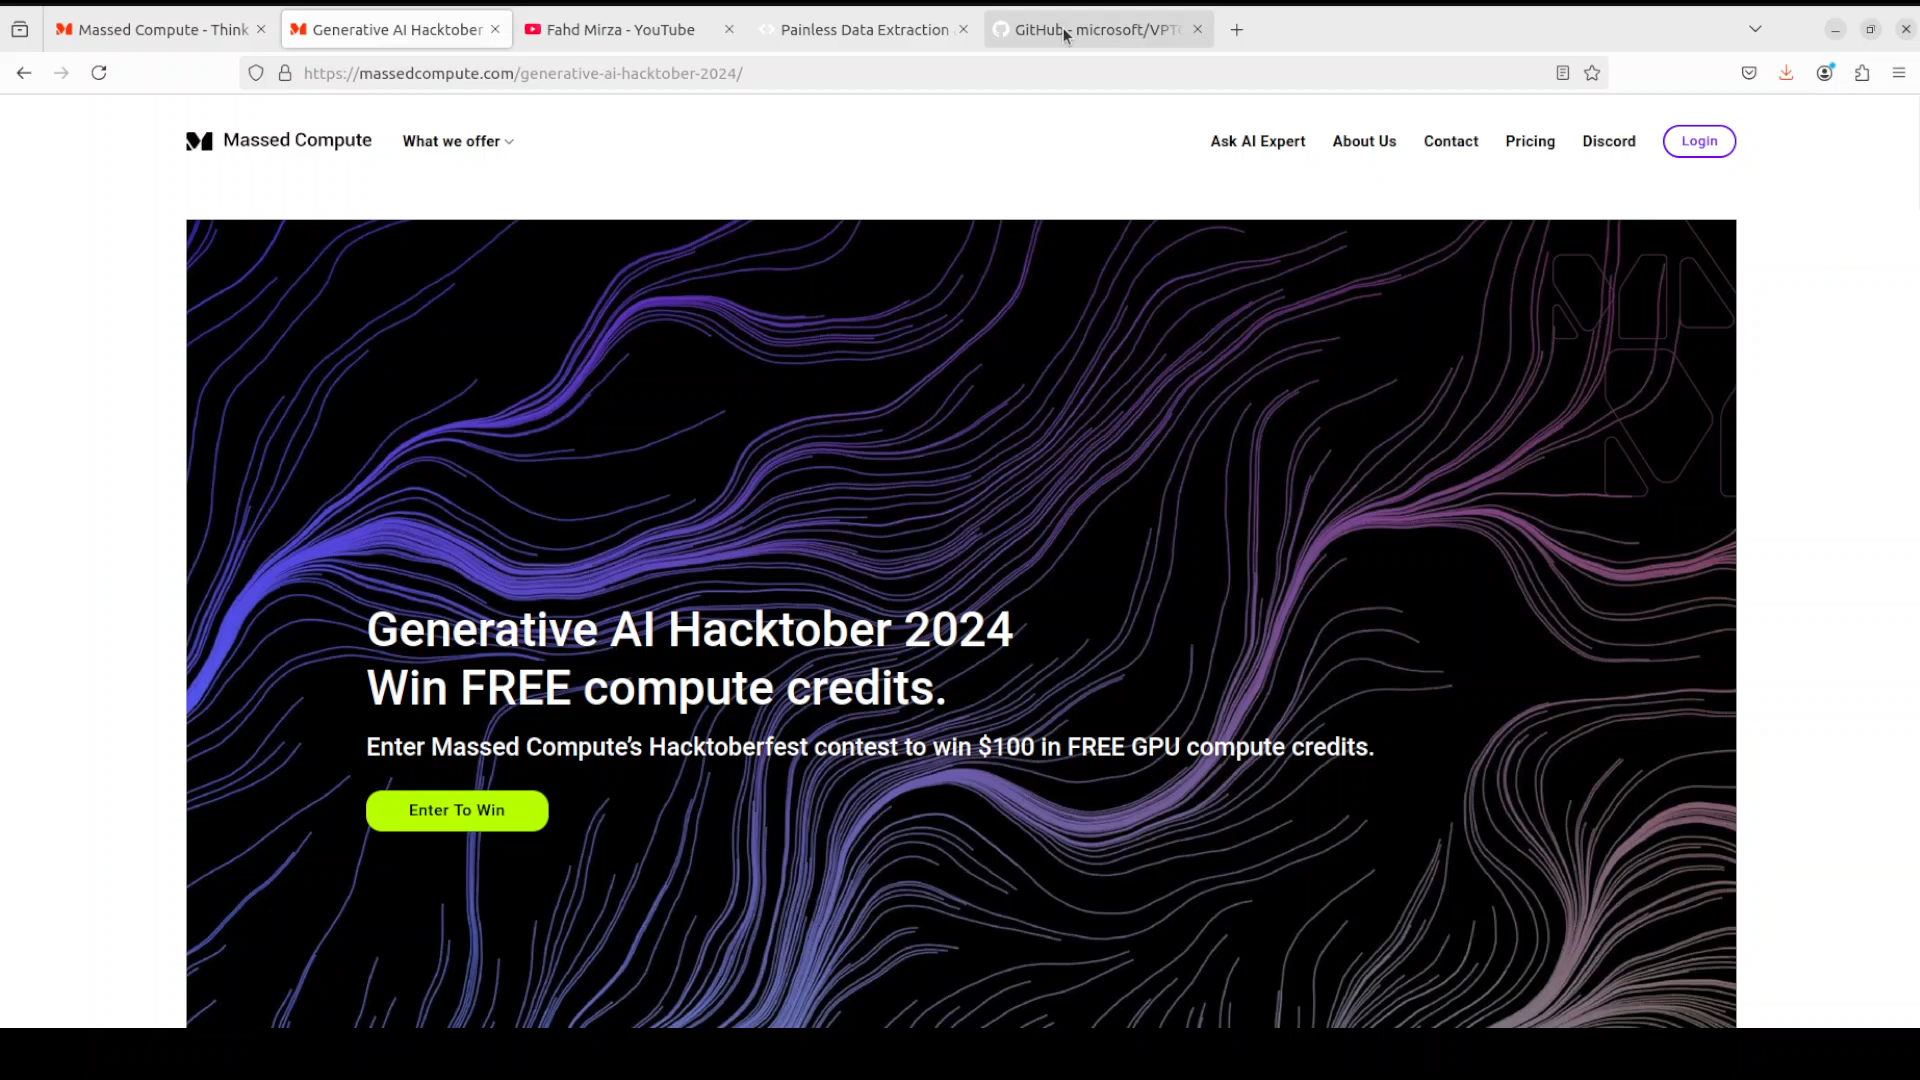 Massed Compute - Think
Generative AI Hacktober
Fahd Mirza - YouTube
Painless Data Extraction
GitHub - microsoft/VPT
https://massedcompute.com/generative-ai-hacktober-2024/
Massed Compute
What we offer
Ask AI Expert
About Us
Contact
Pricing
Discord
Login
Generative AI Hacktober 2024
Win FREE compute credits.
Enter Massed Compute’s Hacktoberfest contest to win $100 in FREE GPU compute credits.
Enter To Win